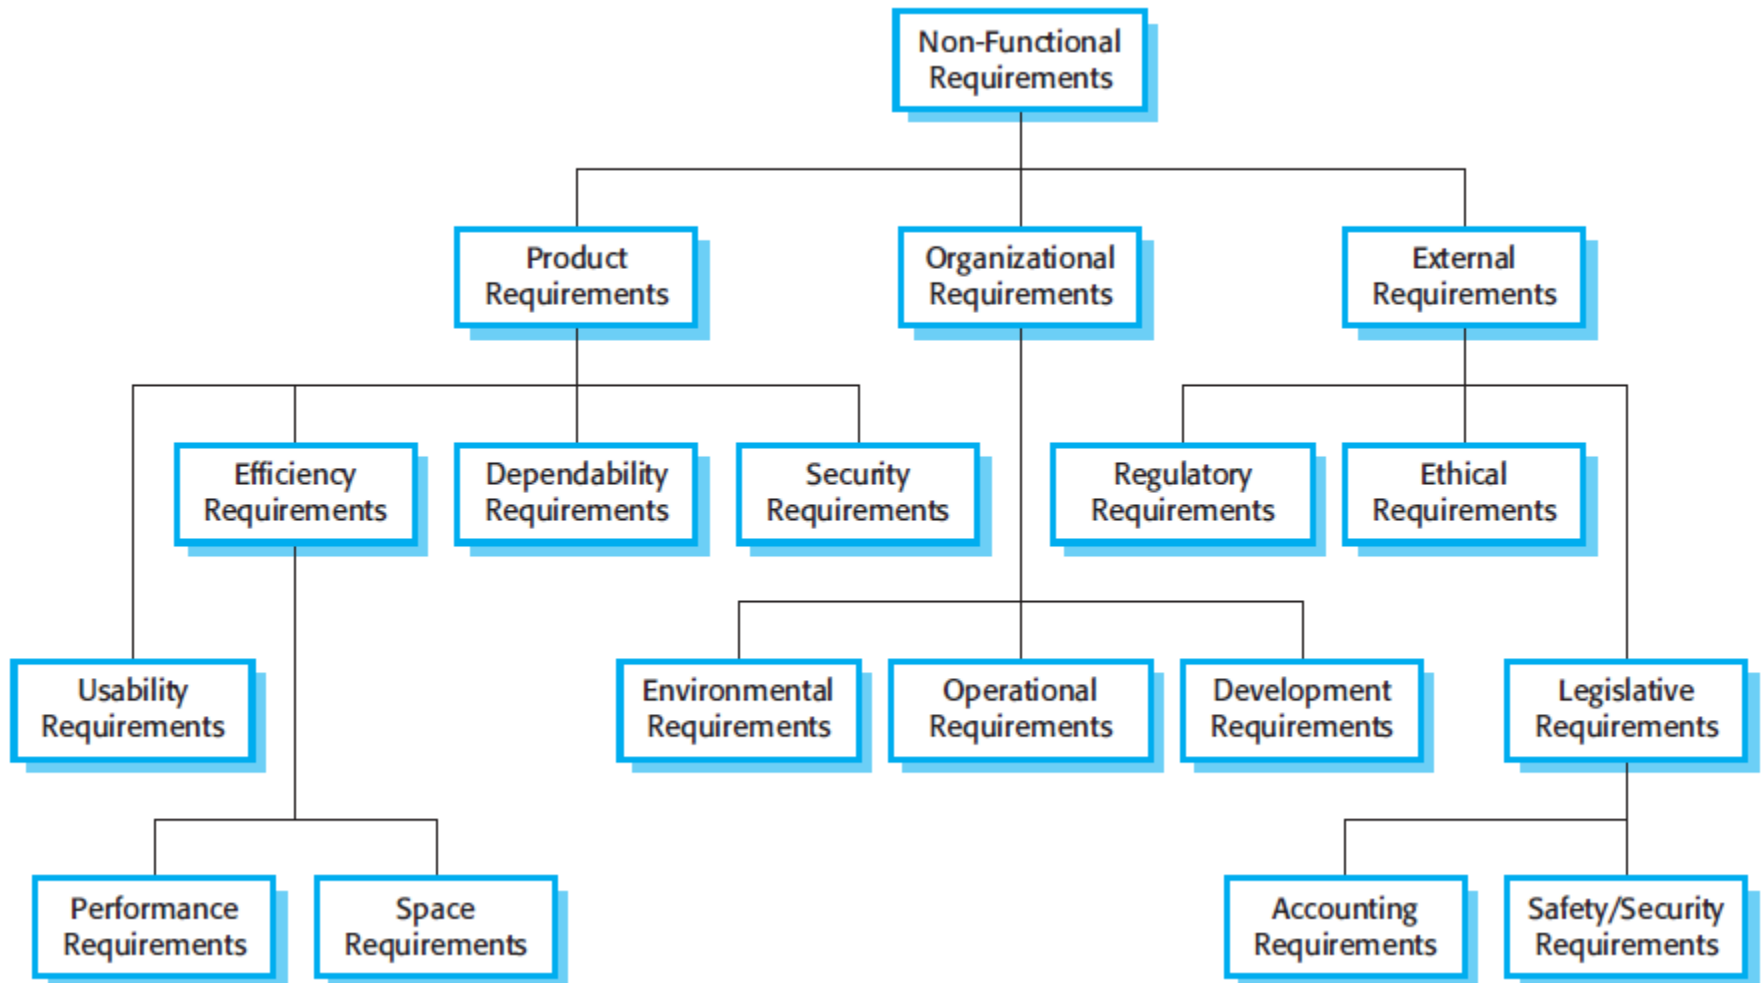 Non-Functional
Requirements
Product
Requirements
Organizational
Requirements
External
Requirements
Efficiency
Requirements
Dependability
Requirements
Security
Requirements
Regulatory
Requirements
Ethical
Requirements
Usability
Requirements
Environmental
Requirements
Operational
Requirements
Development
Requirements
Legislative
Requirements
Performance
Requirements
Space
Requirements
Accounting
Requirements
Safety/Security
Requirements